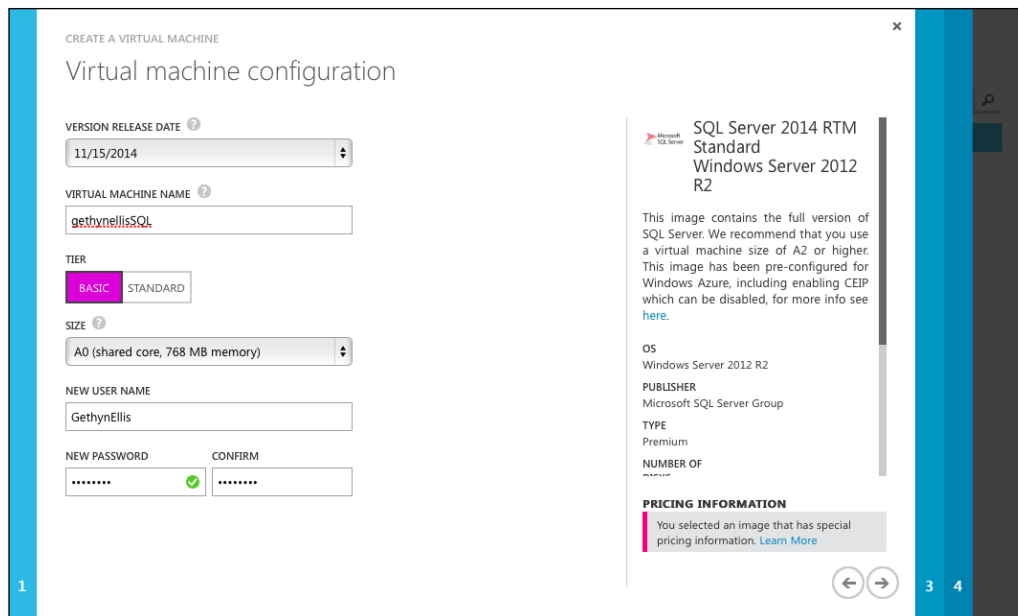 CREATE A VIRTUAL MACHINE
Virtual machine configuration
VERSION RELEASE DATE ?
11/15/2014
VIRTUAL MACHINE NAME ?
gethynellisSQL
TIER
BASIC STANDARD
SIZE ?
A0 (shared core, 768 MB memory)
NEW USER NAME
GethynEllis
NEW PASSWORD CONFIRM
•••••••• ••••••••
Microsoft
SQL Server
SQL Server 2014 RTM
Standard
Windows Server 2012
R2
This image contains the full version of
SQL Server. We recommend that you use
a virtual machine size of A2 or higher.
This image has been pre-configured for
Windows Azure, including enabling CEIP
which can be disabled, for more info see
here.
OS
Windows Server 2012 R2
PUBLISHER
Microsoft SQL Server Group
TYPE
Premium
NUMBER OF
DISKS
PRICING INFORMATION
You selected an image that has special
pricing information. Learn More
1
3 4